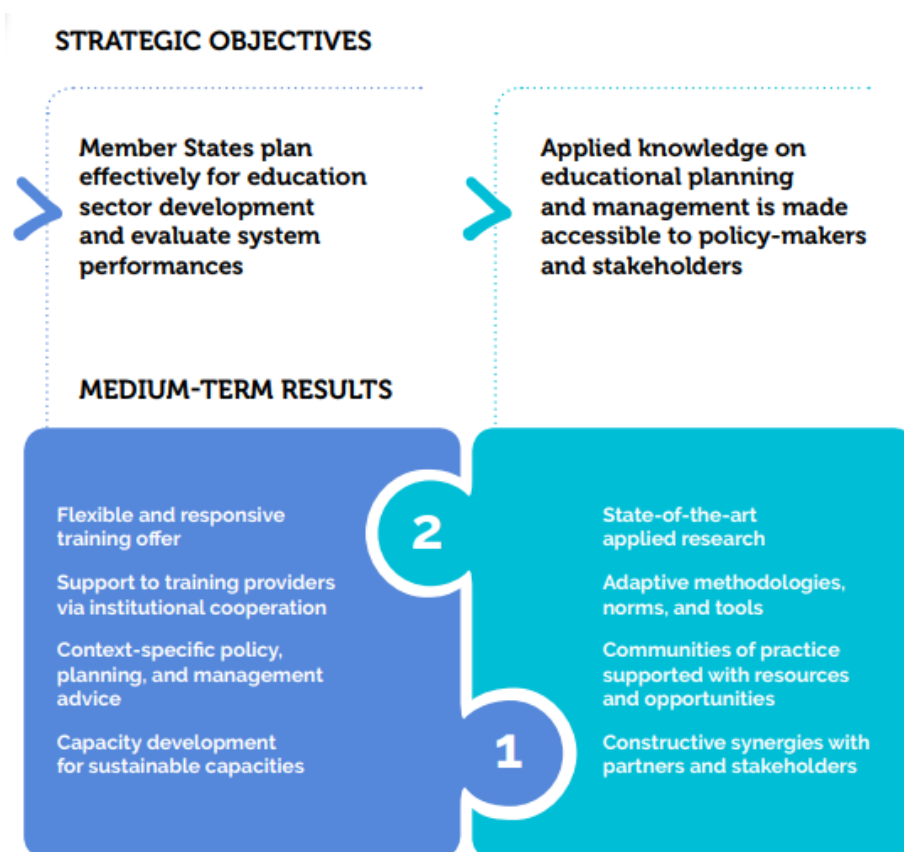 STRATEGIC OBJECTIVES
Member States plan
effectively for education
sector development
and evaluate system
performances
Applied knowledge on
educational planning
and management is made
accessible to policy-makers
and stakeholders
MEDIUM-TERM RESULTS
Flexible and responsive
training offer
Support to training providers
via institutional cooperation
Context-specific policy,
planning, and management
advice
Capacity development
for sustainable capacities
2
1
State-of-the-art
applied research
Adaptive methodologies,
norms, and tools
Communities of practice
supported with resources
and opportunities
Constructive synergies with
partners and stakeholders